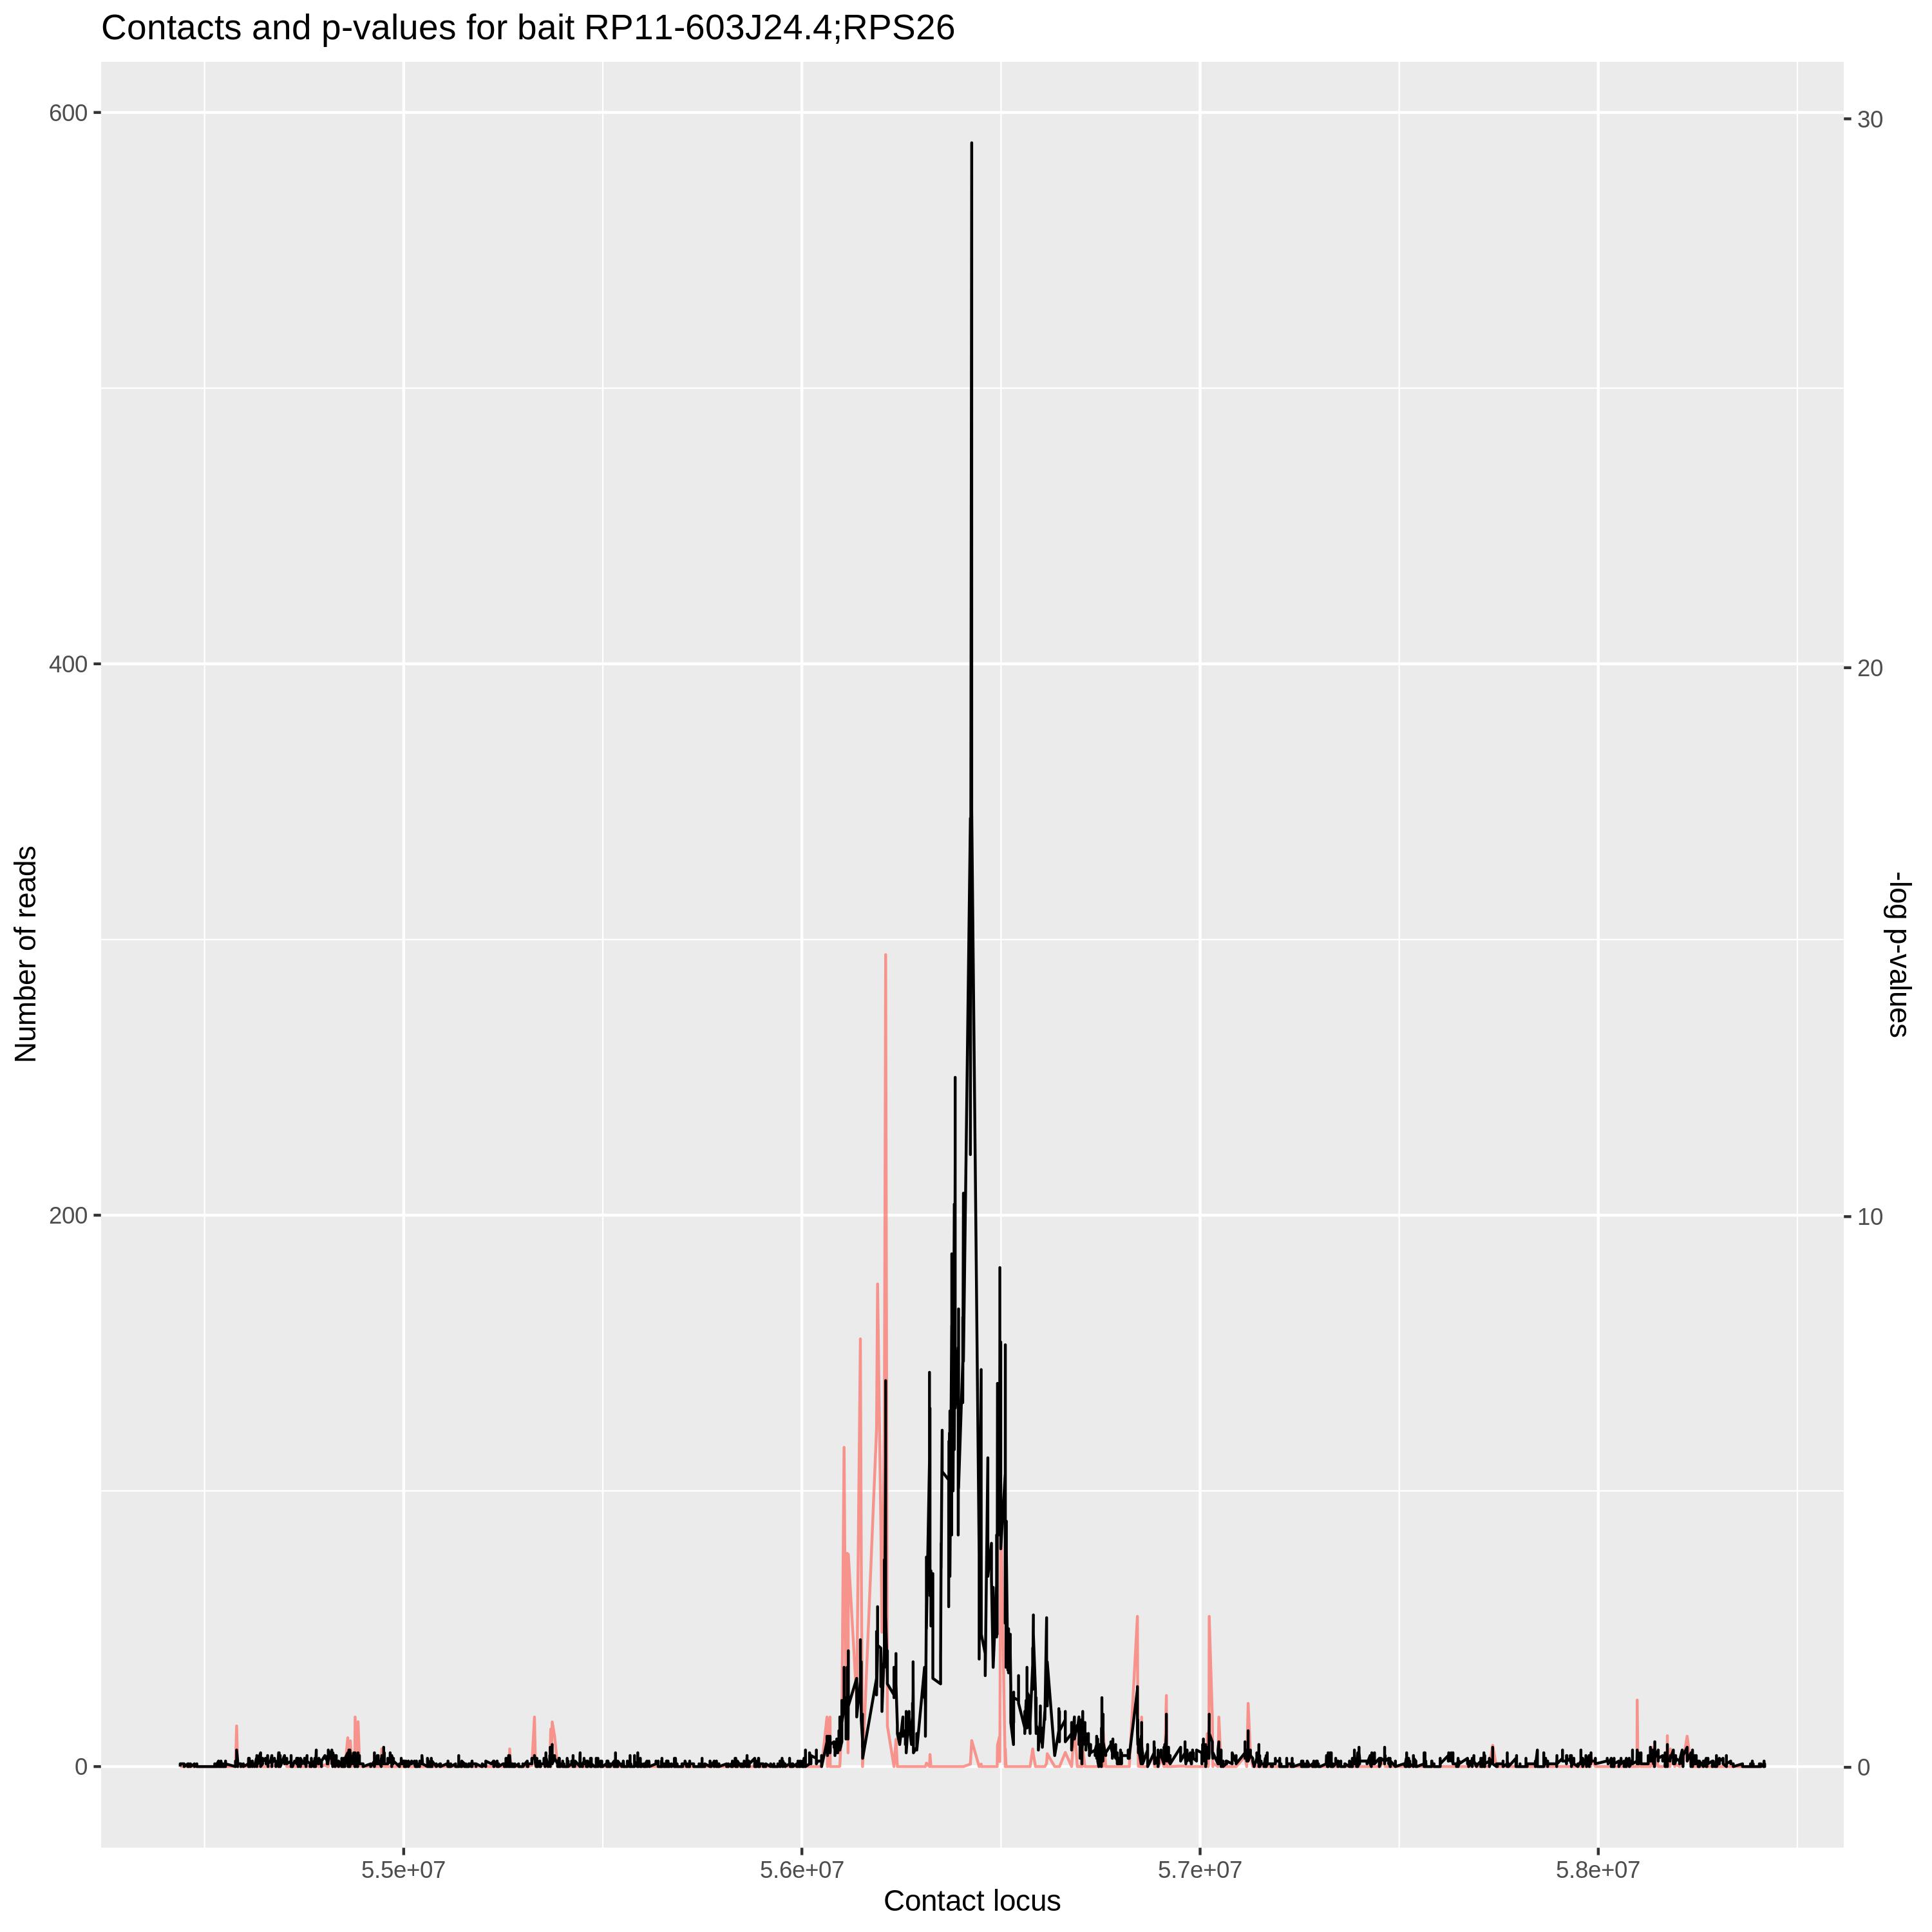 Contacts and p-values for bait RP11-603J24.4;RPS26
600
400
200
0
30
20
10
0
Number of reads
-log p-values
5.5e+07
5.6e+07
5.7e+07
5.8e+07
Contact locus